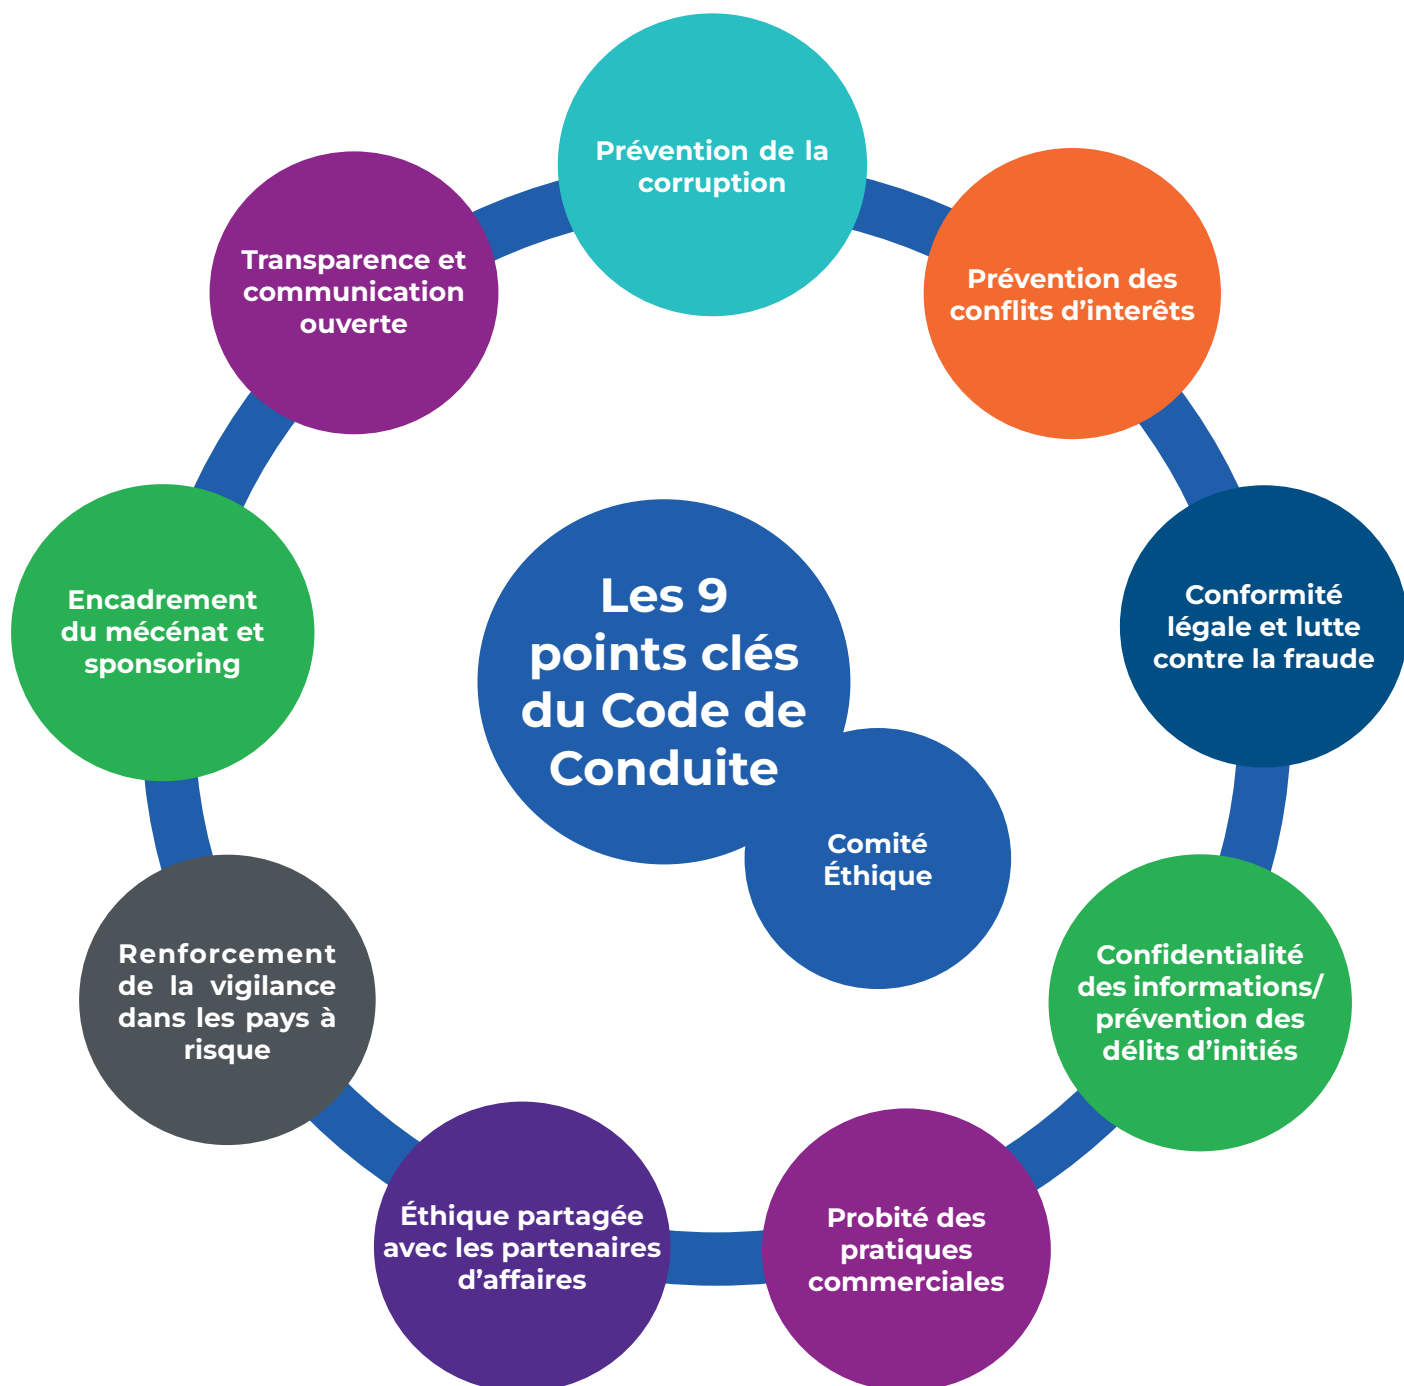 Prévention de la
corruption
Prévention des
conflits d’interêts
Conformité
légale et lutte
contre la fraude
Confidentialité
des informations/
prévention des
délits d’initiés
Probité des
pratiques
commerciales
Éthique partagée
avec les partenaires
d’affaires
Renforcement
de la vigilance
dans les pays à
risque
Encadrement
du mécénat et
sponsoring
Transparence et
communication
ouverte
Les 9
points clés
du Code de
Conduite
Comité
Éthique